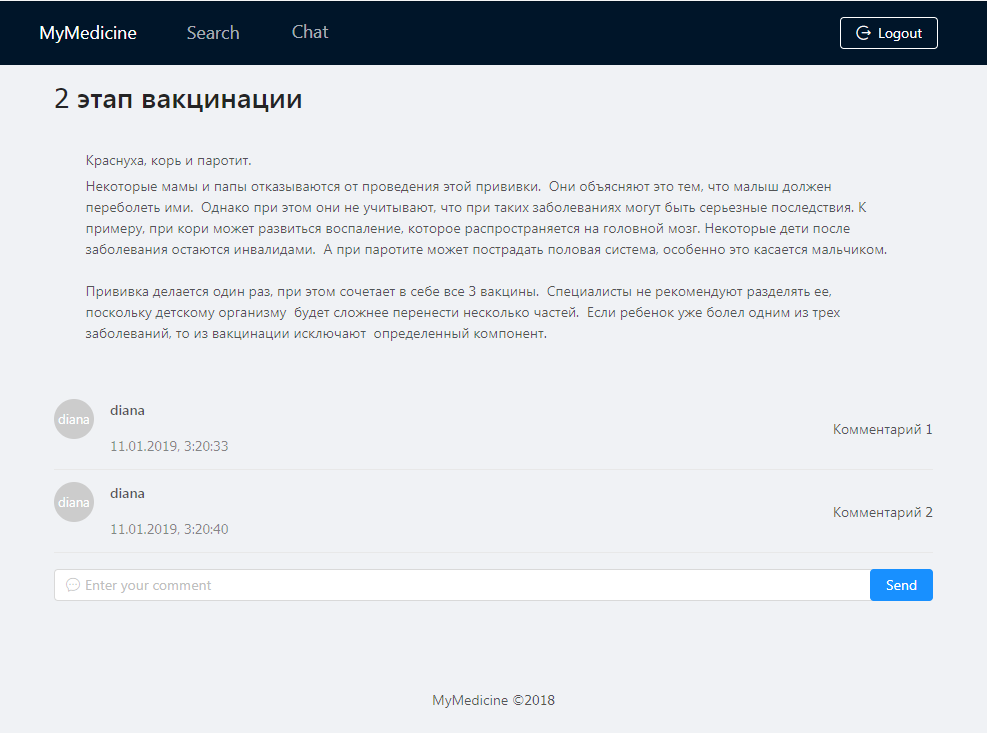 MyMedicine Search Chat Logout
2 этап вакцинации
Краснуха, корь и паротит.
Некоторые мамы и папы отказываются от проведения этой прививки.  Они объясняют это тем, что малыш должен
переболеть ими.  Однако при этом они не учитывают, что при таких заболеваниях могут быть серьезные последствия. К
примеру, при кори может развиться воспаление, которое распространяется на головной мозг. Некоторые дети после
заболевания остаются инвалидами.  А при паротите может пострадать половая система, особенно это касается мальчиком.
Прививка делается один раз, при этом сочетает в себе все 3 вакцины.  Специалисты не рекомендуют разделять ее,
поскольку детскому организму  будет сложнее перенести несколько частей.  Если ребенок уже болел одним из трех
заболеваний, то из вакцинации исключают  определенный компонент.
diana
diana
11.01.2019, 3:20:33
Комментарий 1
diana
diana
11.01.2019, 3:20:40
Комментарий 2
Enter your comment Send
MyMedicine ©2018